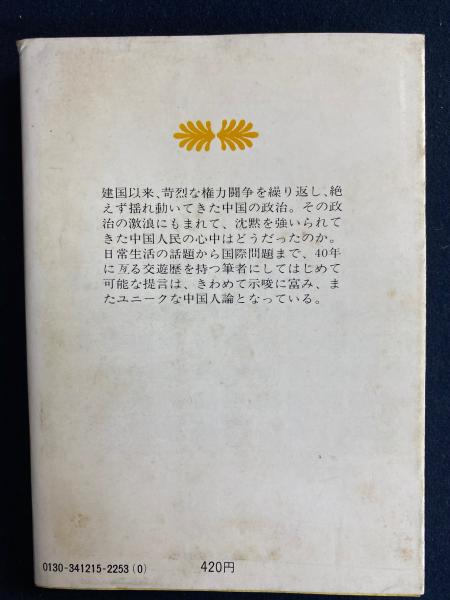 建国以来、苛烈な権力闘争を繰り返し、絶
えず揺れ動いてきた中国の政治。その政
治の激浪にもまれて、沈黙を強いられて
きた中国人民の心中はどうだったのか。
日常生活の話題から国際問題まで、40年
に亙る交遊歴を持つ筆者にしてはじめて
可能な提言は、きわめて示唆に富み、ま
たユニークな中国人論となっている。
0130-341215-2253(0) 420円